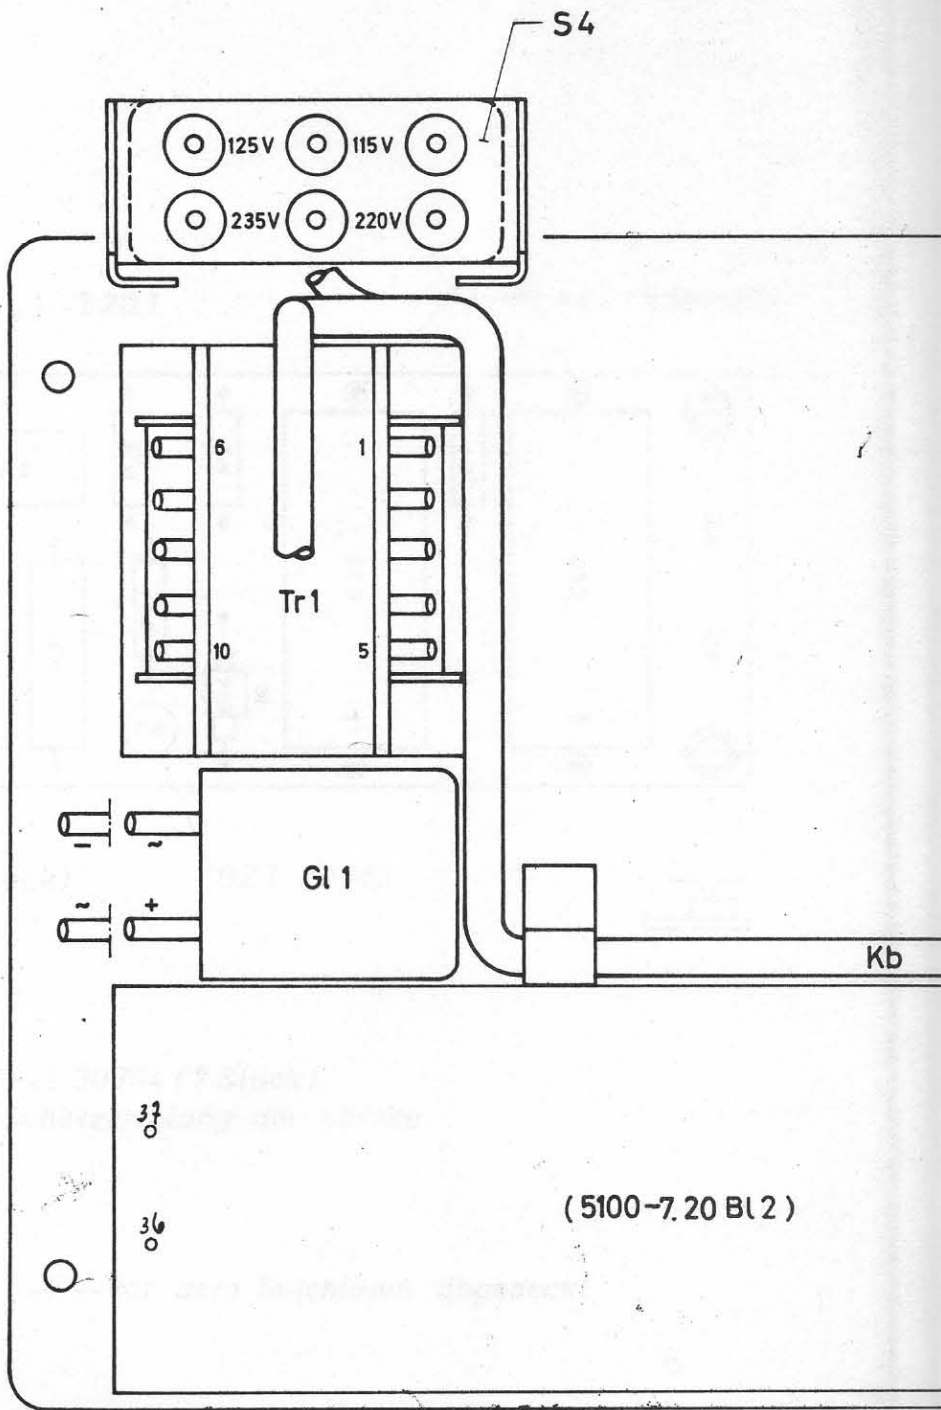 S4
125V 115V
235V 220V
6 1
Tr1
10 5
- ~
Gl 1
~ +
Kb
37
(5100-7.20 Bl 2)
36